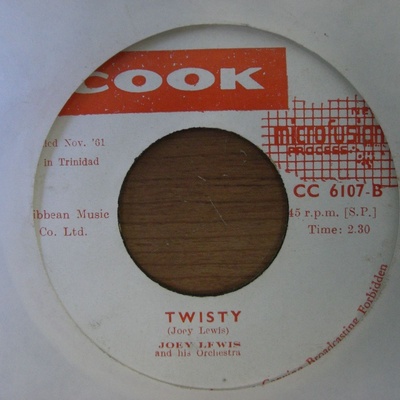 COOK
microfusion
PROCESS
ded Nov. '61
in Trinidad
CC 6107-B
ibbean Music
Co. Ltd.
45 r.p.m. [S.P.]
Time: 2.30
TWISTY
(Joey Lewis)
JOEY LEWIS
and his Orchestra
Copying Broadcasting Forbidden